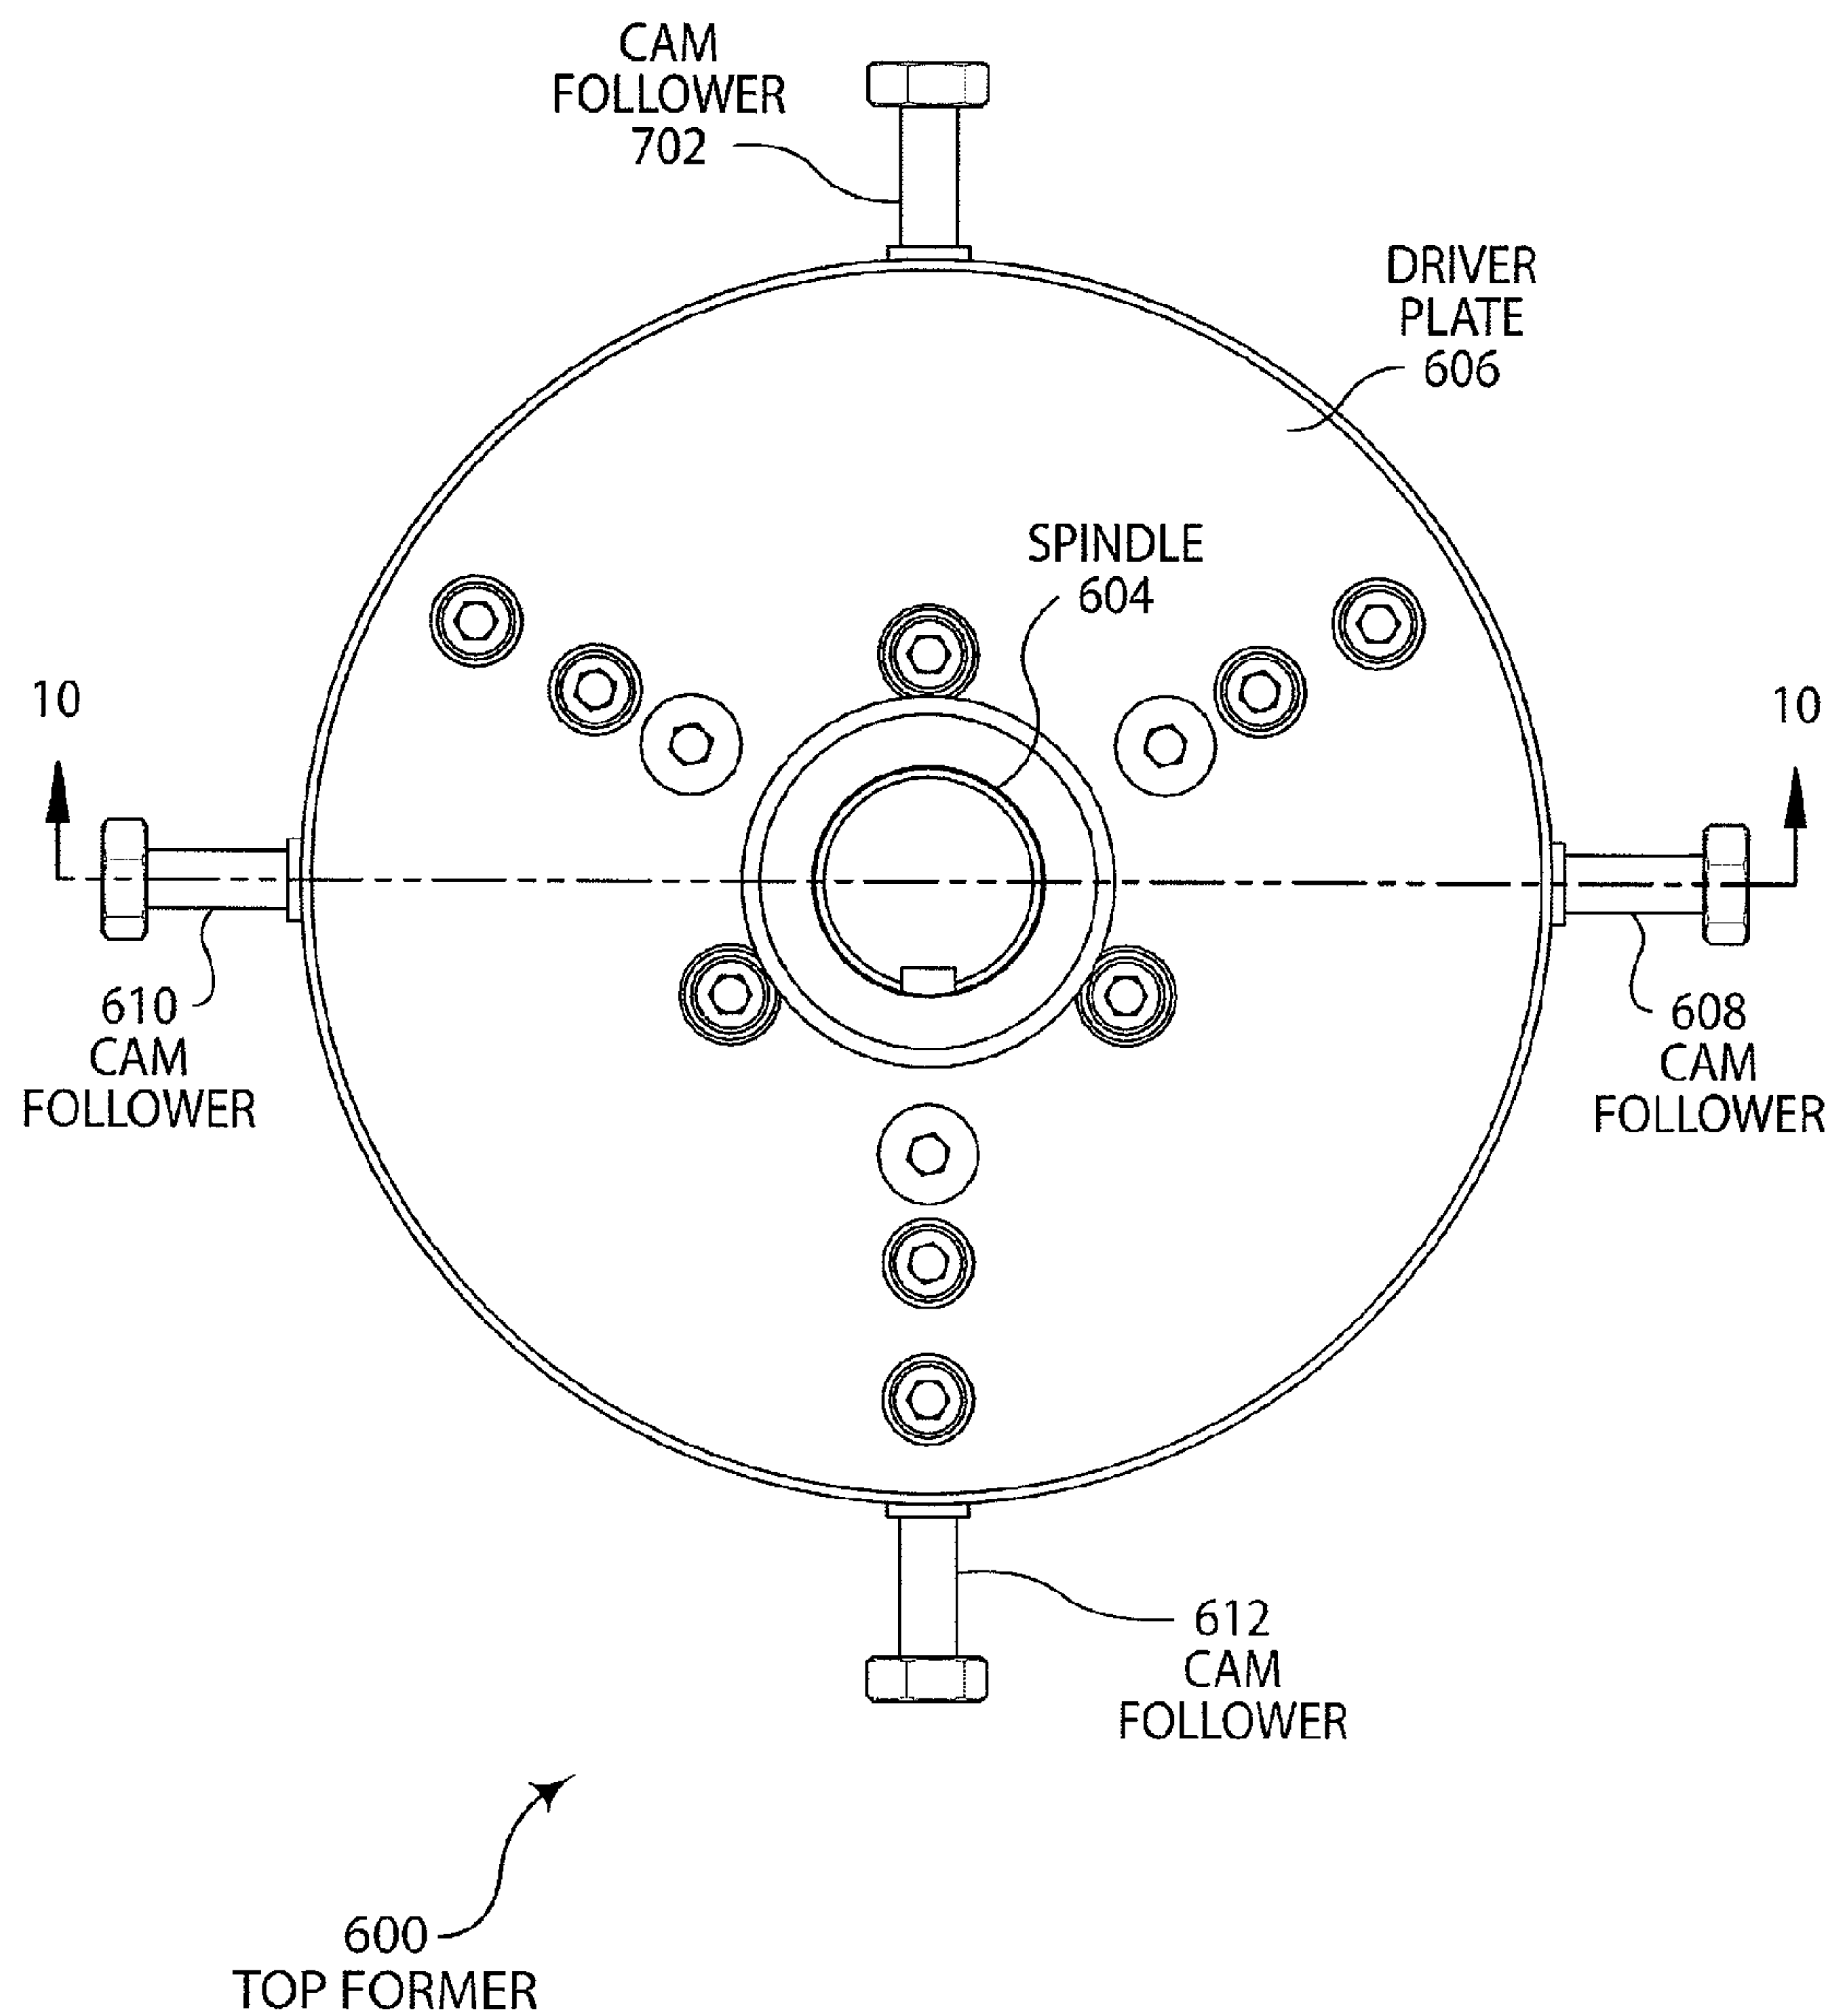 CAM
FOLLOWER
702
DRIVER
PLATE
606
SPINDLE
604
10
10
610
CAM
FOLLOWER
608
CAM
FOLLOWER
612
CAM
FOLLOWER
600
TOP FORMER